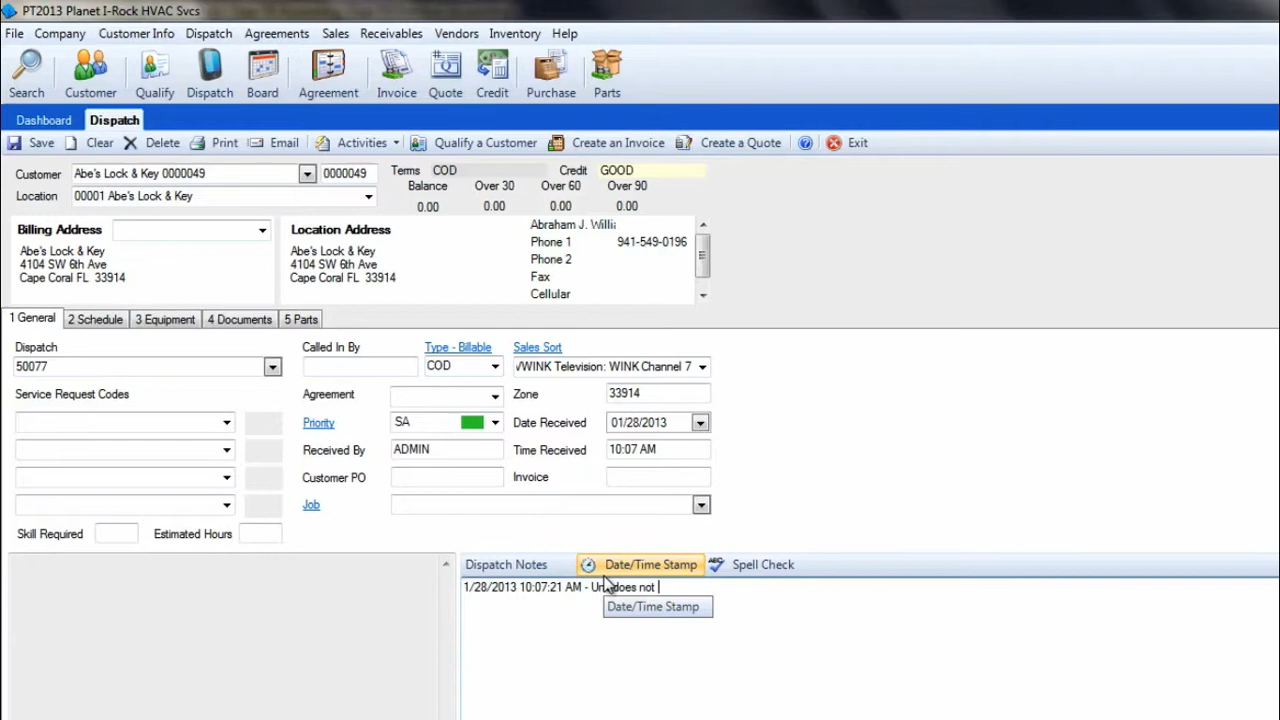 PT2013 Planet I-Rock HVAC Svcs
File Company Customer Info Dispatch Agreements Sales Receivables Vendors Inventory Help
Search Customer Qualify Dispatch Board Agreement Invoice Quote Credit Purchase Parts
Dashboard Dispatch
Save Clear Delete Print Email Activities Qualify a Customer Create an Invoice Create a Quote Exit
Customer Abe's Lock & Key 0000049 0000049 Terms COD Credit GOOD
Location 00001 Abe's Lock & Key Balance Over 30 Over 60 Over 90
0.00 0.00 0.00 0.00
Billing Address Location Address Abraham J. Willi
Abe's Lock & Key Abe's Lock & Key Phone 1 941-549-0196
4104 SW 6th Ave 4104 SW 6th Ave Phone 2
Cape Coral FL 33914 Cape Coral FL 33914 Fax
Cellular
1 General 2 Schedule 3 Equipment 4 Documents 5 Parts
Dispatch Called In By Type - Billable Sales Sort
50077 COD WINK Television: WINK Channel 7
Service Request Codes Agreement Zone 33914
Priority SA Date Received 01/28/2013
Received By ADMIN Time Received 10:07 AM
Customer PO Invoice
Job
Skill Required Estimated Hours
Dispatch Notes Date/Time Stamp ABC Spell Check
1/28/2013 10:07:21 AM - does not
Date/Time Stamp